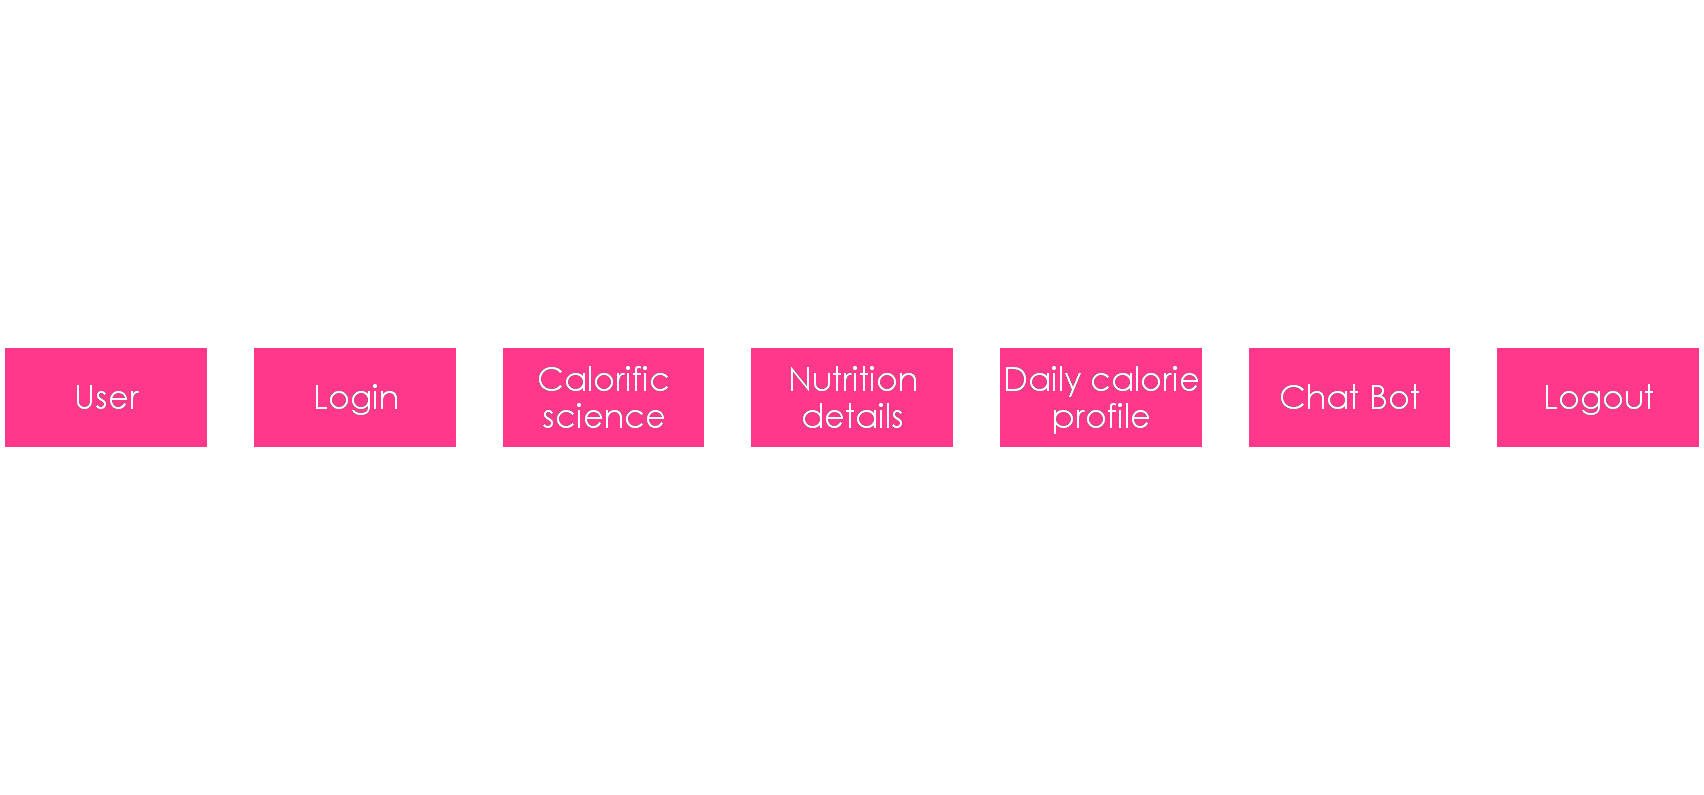 User
Login
Calorific
science
Nutrition
details
Daily calorie
profile
Chat Bot
Logout